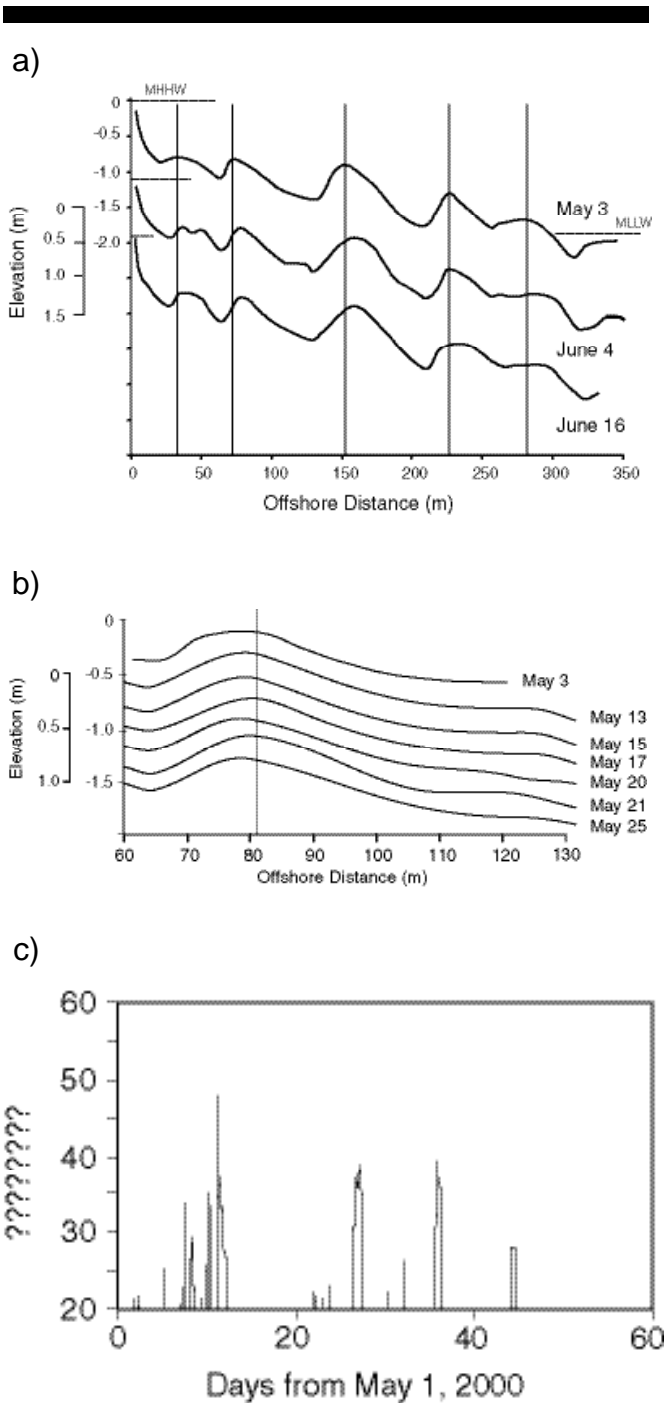 a)
MHHW
0
-0.5
-1.0
-1.5
-2.0
0
0.5
1.0
1.5
Elevation (m)
May 3
MLLW
June 4
June 16
0 50 100 150 200 250 300 350
Offshore Distance (m)
b)
0
-0.5
-1.0
-1.5
0
0.5
1.0
Elevation (m)
May 3
May 13
May 15
May 17
May 20
May 21
May 25
60 70 80 90 100 110 120 130
Offshore Distance (m)
c)
60
50
40
30
20
?????????
0 20 40 60
Days from May 1, 2000